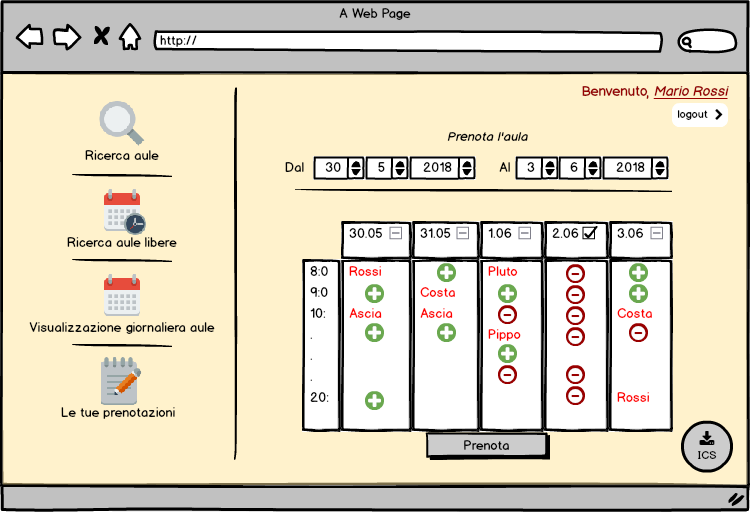 A Web Page
http://
Benvenuto, Mario Rossi
logout
Ricerca aule
Ricerca aule libere
Visualizzazione giornaliera aule
Le tue prenotazioni
Prenota l'aula
Dal 30 5 2018 Al 3 6 2018
30.05 31.05 1.06 2.06 3.06
8:0 Rossi Pluto
9:0 Costa
10: Ascia Ascia Costa
. Pippo
.
.
20: Rossi
Prenota
ICS